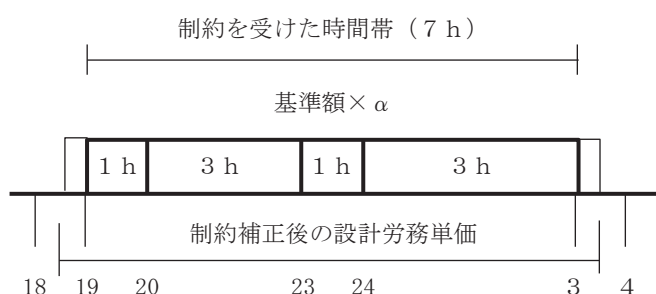 制約を受けた時間帯（７ｈ）
基準額×α
１ｈ ３ｈ １ｈ ３ｈ
制約補正後の設計労務単価
18 19 20 23 24 3 4